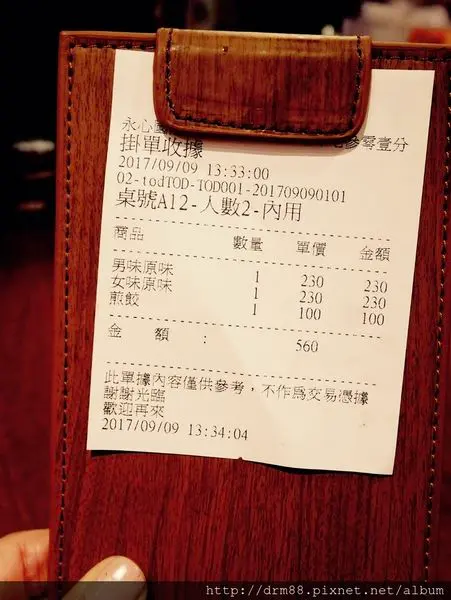 永心
參零壹分
掛單收據
2017/09/09 13:33:00
02-todTOD-TOD001-201709090101
桌號A12-人數2-內用
商品 數量 單價 金額
男味原味 1 230 230
女味原味 1 230 230
煎餃 1 100 100
金 額 : 560
此單據內容僅供參考，不作為交易憑據
謝謝光臨
歡迎再來
2017/09/09 13:34:04
http://drm88.pixnet.net/album